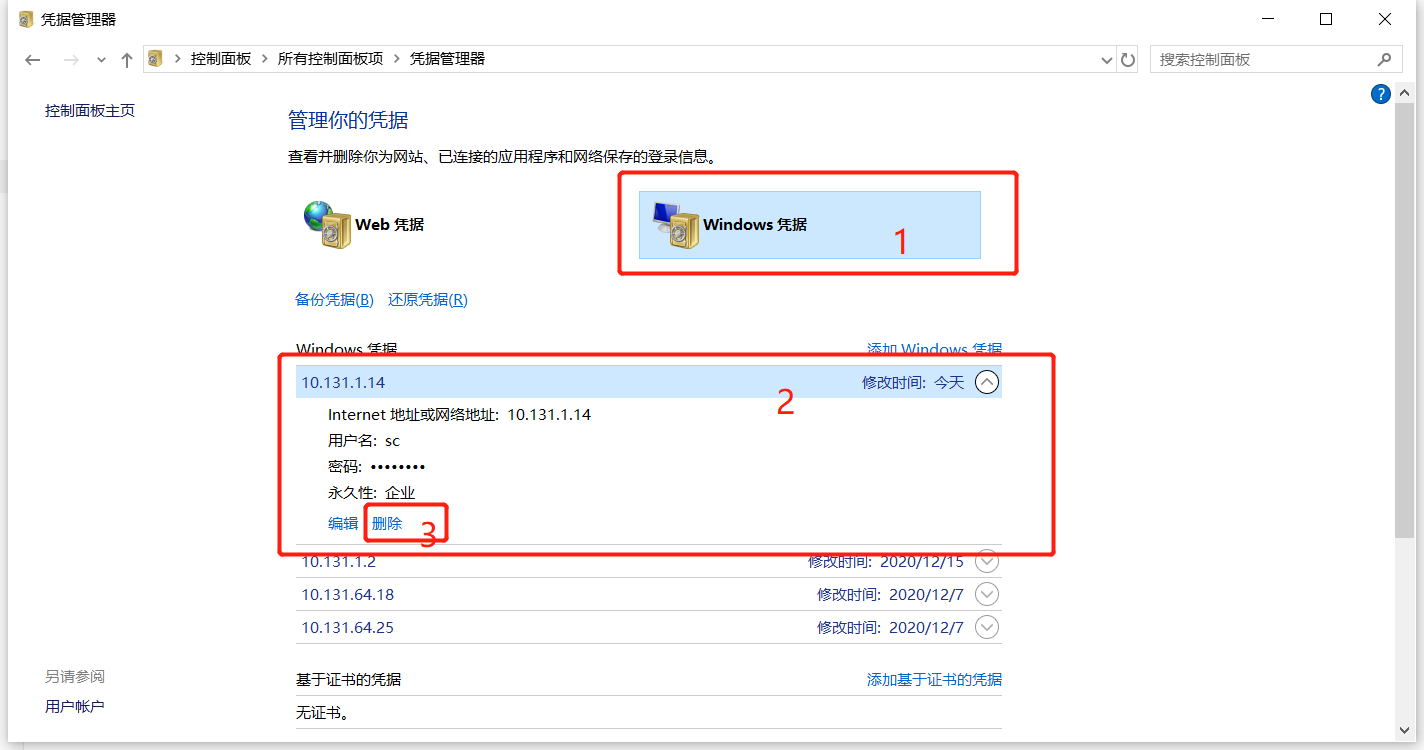 凭据管理器
控制面板 › 所有控制面板项 › 凭据管理器
搜索控制面板
控制面板主页
管理你的凭据
查看并删除你为网站、已连接的应用程序和网络保存的登录信息。
Web 凭据
Windows 凭据
1
备份凭据(B) 还原凭据(R)
Windows 凭据 添加 Windows 凭据
10.131.1.14 修改时间: 今天
2
Internet 地址或网络地址: 10.131.1.14
用户名: sc
密码: ••••••••
永久性: 企业
编辑 删除
3
10.131.1.2 修改时间: 2020/12/15
10.131.64.18 修改时间: 2020/12/7
10.131.64.25 修改时间: 2020/12/7
基于证书的凭据 添加基于证书的凭据
无证书。
另请参阅
用户帐户